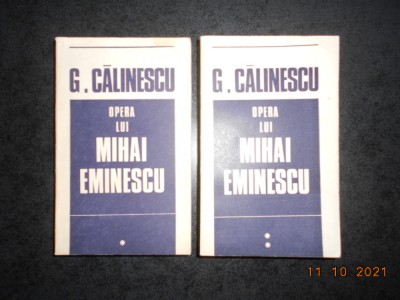 G. CĂLINESCU
OPERA
LUI
MIHAI
EMINESCU
G. CĂLINESCU
OPERA
LUI
MIHAI
EMINESCU
11 10 2021